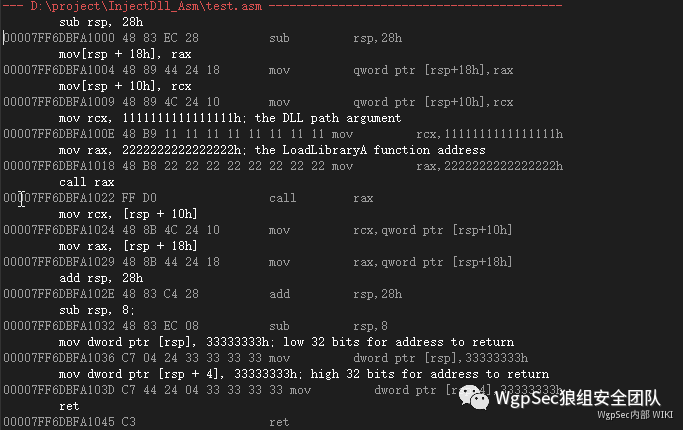 --- D:\project\InjectDll_Asm\test.asm ---
sub rsp, 28h
00007FF6DBFA1000 48 83 EC 28 sub rsp,28h
mov[rsp + 18h], rax
00007FF6DBFA1004 48 89 44 24 18 mov qword ptr [rsp+18h],rax
mov[rsp + 10h], rcx
00007FF6DBFA1009 48 89 4C 24 10 mov qword ptr [rsp+10h],rcx
mov rcx, 1111111111111111h; the DLL path argument
00007FF6DBFA100E 48 B9 11 11 11 11 11 11 11 11 mov rcx,1111111111111111h
mov rax, 2222222222222222h; the LoadLibraryA function address
00007FF6DBFA1018 48 B8 22 22 22 22 22 22 22 22 mov rax,2222222222222222h
call rax
00007FF6DBFA1022 FF D0 call rax
mov rcx, [rsp + 10h]
00007FF6DBFA1024 48 8B 4C 24 10 mov rcx,qword ptr [rsp+10h]
mov rax, [rsp + 18h]
00007FF6DBFA1029 48 8B 44 24 18 mov rax,qword ptr [rsp+18h]
add rsp, 28h
00007FF6DBFA102E 48 83 C4 28 add rsp,28h
sub rsp, 8;
00007FF6DBFA1032 48 83 EC 08 sub rsp,8
mov dword ptr [rsp], 33333333h; low 32 bits for address to return
00007FF6DBFA1036 C7 04 24 33 33 33 33 mov dword ptr [rsp],33333333h
mov dword ptr [rsp + 4], 33333333h; high 32 bits for address to return
00007FF6DBFA103D C7 44 24 04 33 33 33 33 mov dword ptr [rsp+4],33333333h
ret
00007FF6DBFA1045 C3 ret
WgpSec狼组安全团队
WgpSec内部 WIKI